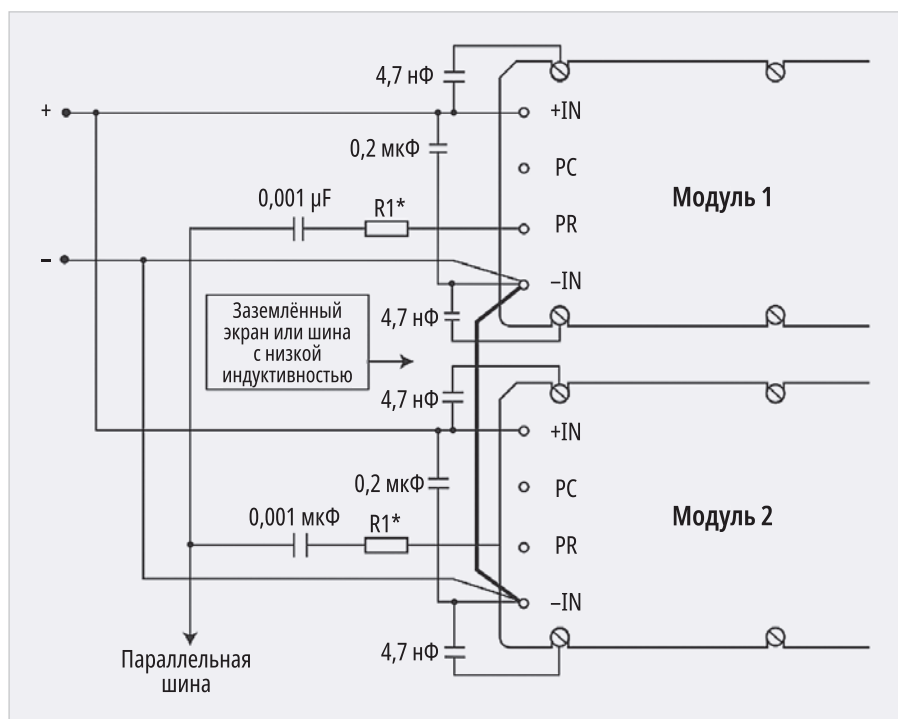 4,7 нФ
+
+IN
0,2 мкФ
PC
Модуль 1
0,001 µF
R1*
PR
–
–IN
Заземлённый
экран или шина
с низкой
индуктивностью
4,7 нФ
4,7 нФ
+IN
0,2 мкФ
PC
0,001 мкФ
R1*
Модуль 2
PR
–IN
4,7 нФ
Параллельная
шина